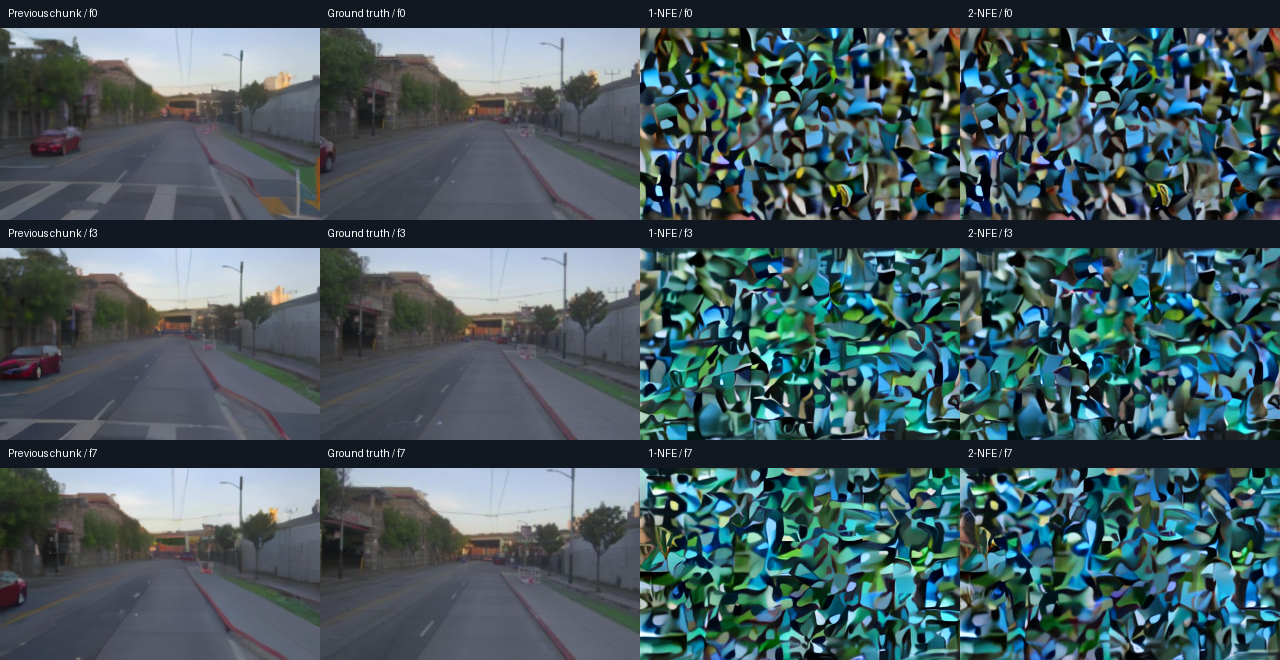 Previous chunk / f0
Ground truth / f0
1-NFE / f0
2-NFE / f0
Previous chunk / f3
Ground truth / f3
1-NFE / f3
2-NFE / f3
Previous chunk / f7
Ground truth / f7
1-NFE / f7
2-NFE / f7